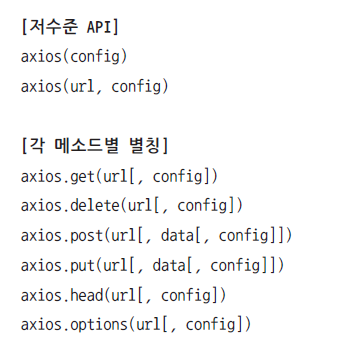 [저수준 API]
axios(config)
axios(url, config)
[각 메소드별 별칭]
axios.get(url[, config])
axios.delete(url[, config])
axios.post(url[, data[, config]])
axios.put(url[, data[, config]])
axios.head(url[, config])
axios.options(url[, config])